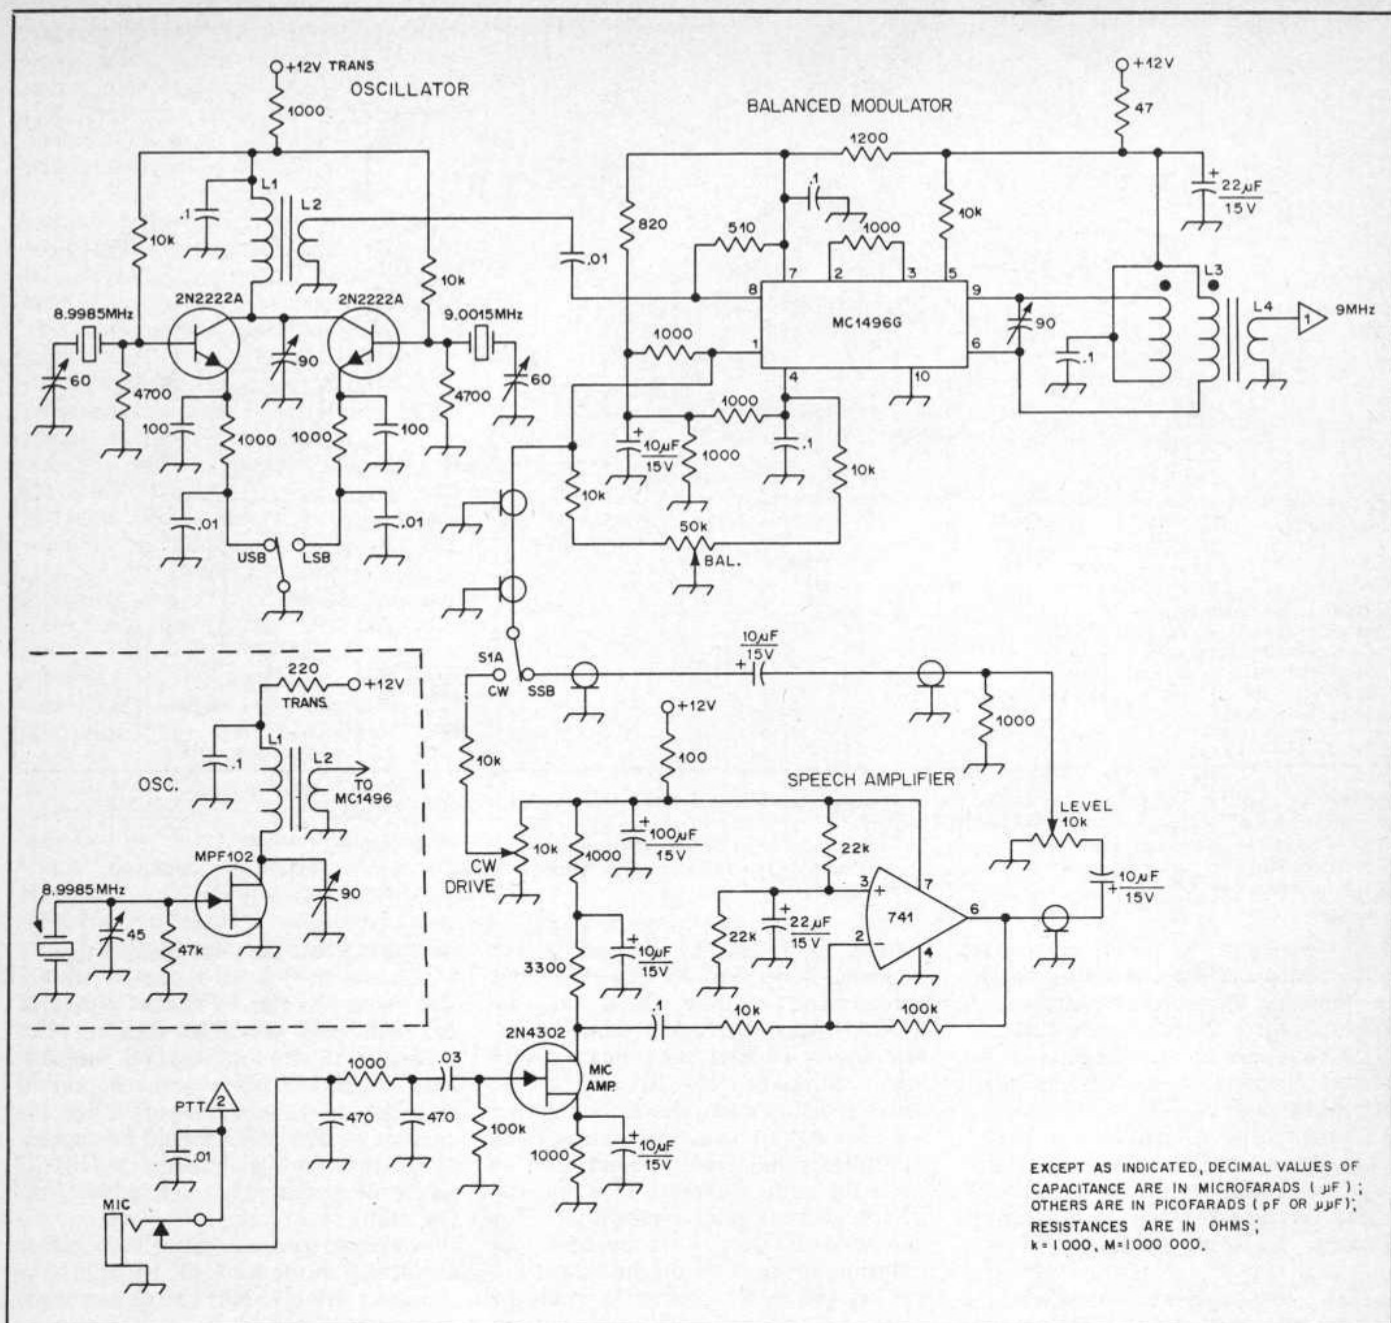 +12V TRANS
OSCILLATOR
1000
.1
L1
L2
10k
10k
2N2222A
2N2222A
8.9985MHz
9.0015MHz
60
4700
90
4700
60
100
1000
1000
100
.01
.01
USB
LSB
.01
BALANCED MODULATOR
+12V
47
1200
820
.1
510
1000
10k
22µF
15V
7
2
3
5
8
9
MC1496G
1
6
4
10
1000
90
.1
L3
L4
1
9MHz
1000
10µF
15V
1000
.1
10k
10k
50k
BAL.
S1A
CW
SSB
10µF
15V
1000
+12V
100
SPEECH AMPLIFIER
LEVEL
10k
10µF
15V
10k
CW
DRIVE
10k
1000
100µF
15V
22k
22k
22µF
15V
3
+
7
741
6
2
−
4
10µF
15V
3300
.1
10k
100k
220
+12V
TRANS.
.1
L1
L2
OSC.
TO
MC1496
MPF102
8.9985MHz
45
47k
90
2N4302
MIC
AMP.
1000
.03
470
470
100k
1000
10µF
15V
PTT
2
.01
MIC
EXCEPT AS INDICATED, DECIMAL VALUES OF
CAPACITANCE ARE IN MICROFARADS (µF);
OTHERS ARE IN PICOFARADS (pF OR µµF);
RESISTANCES ARE IN OHMS;
k=1000, M=1000 000.